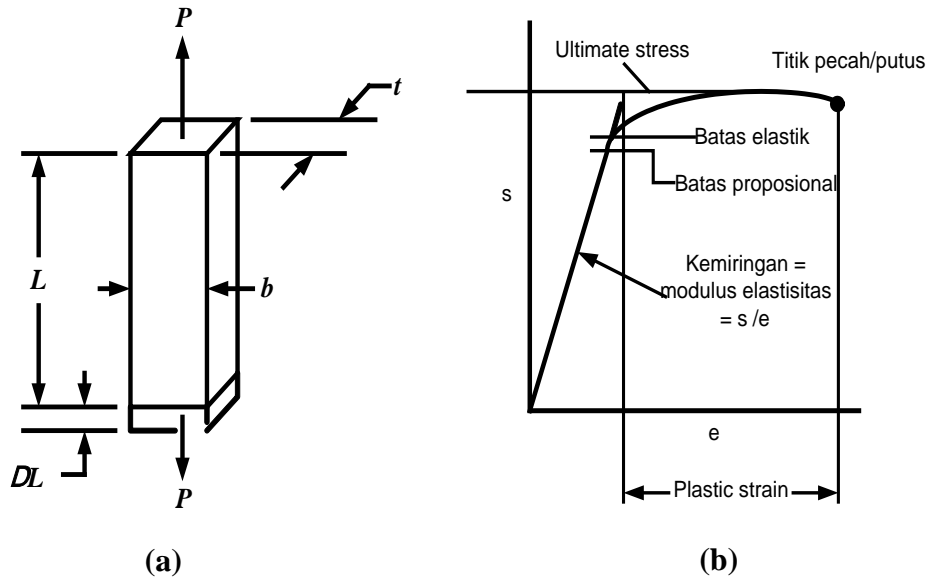 P
t
L
b
DL
P
(a)
Ultimate stress
Titik pecah/putus
Batas elastik
Batas proposional
s
Kemiringan =
modulus elastisitas
= s /e
e
Plastic strain
(b)